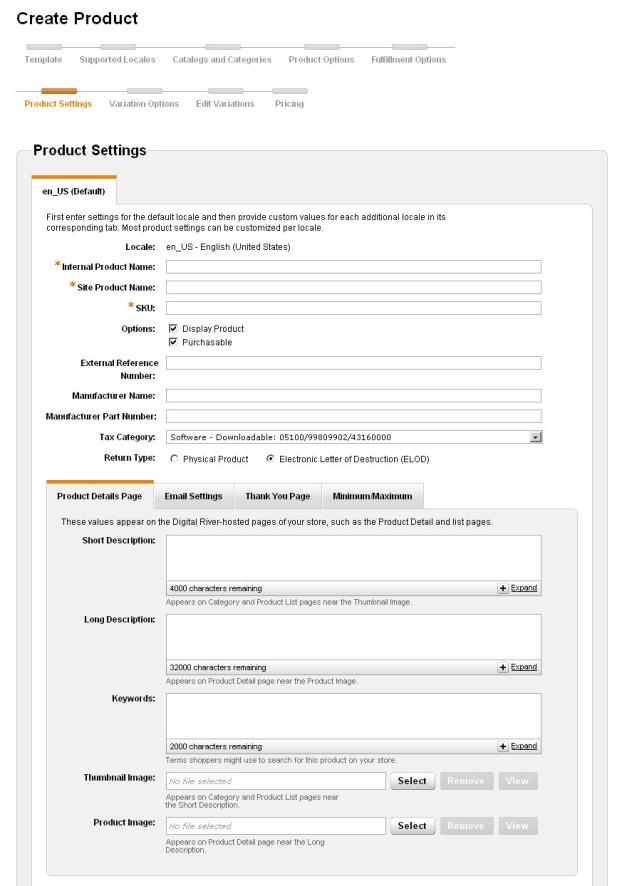 Create Product
Template Supported Locales Catalogs and Categories Product Options Fulfillment Options
Product Settings Variation Options Edit Variations Pricing
Product Settings
en_US (Default)
First enter settings for the default locale and then provide custom values for each additional locale in its
corresponding tab. Most product settings can be customized per locale.
Locale: en_US - English (United States)
*Internal Product Name:
*Site Product Name:
*SKU:
Options: Display Product
Purchasable
External Reference
Number:
Manufacturer Name:
Manufacturer Part Number:
Tax Category: Software - Downloadable: 05100/99809902/43160000
Return Type: Physical Product Electronic Letter of Destruction (ELOD)
Product Details Page Email Settings Thank You Page Minimum/Maximum
These values appear on the Digital River-hosted pages of your store, such as the Product Detail and list pages.
Short Description:
4000 characters remaining + Expand
Appears on Category and Product List pages near the Thumbnail Image.
Long Description:
32000 characters remaining + Expand
Appears on Product Detail page near the Product Image.
Keywords:
2000 characters remaining + Expand
Terms shoppers might use to search for this product on your store.
Thumbnail Image: No file selected Select Remove View
Appears on Category and Product List pages near
the Short Description.
Product Image: No file selected Select Remove View
Appears on Product Detail page near the Long
Description.